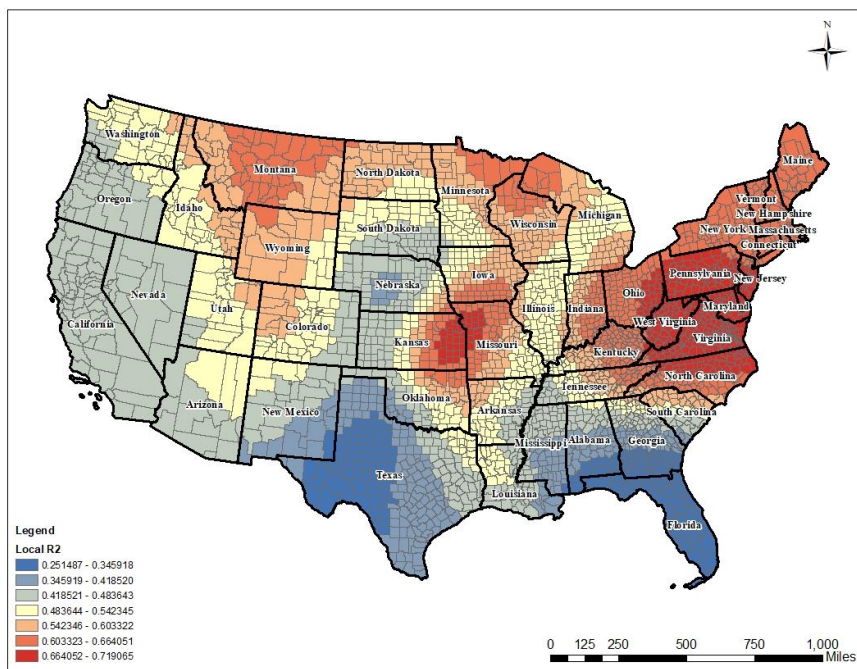 N
Washington
Montana
North Dakota
Minnesota
Maine
Oregon
Idaho
Vermont
New Hampshire
Wisconsin
Michigan
New York
Massachusetts
Wyoming
South Dakota
Connecticut
Iowa
Pennsylvania
New Jersey
Nebraska
Ohio
Nevada
Utah
Illinois
Indiana
Maryland
California
Colorado
West Virginia
Virginia
Kansas
Missouri
Kentucky
North Carolina
Tennessee
Arizona
New Mexico
Oklahoma
Arkansas
South Carolina
Mississippi
Alabama
Georgia
Texas
Louisiana
Florida
Legend
Local R2
0.251487 - 0.345918
0.345919 - 0.418520
0.418521 - 0.483643
0.483644 - 0.542345
0.542346 - 0.603322
0.603323 - 0.664051
0.664052 - 0.719065
0 125 250 500 750 1,000
Miles